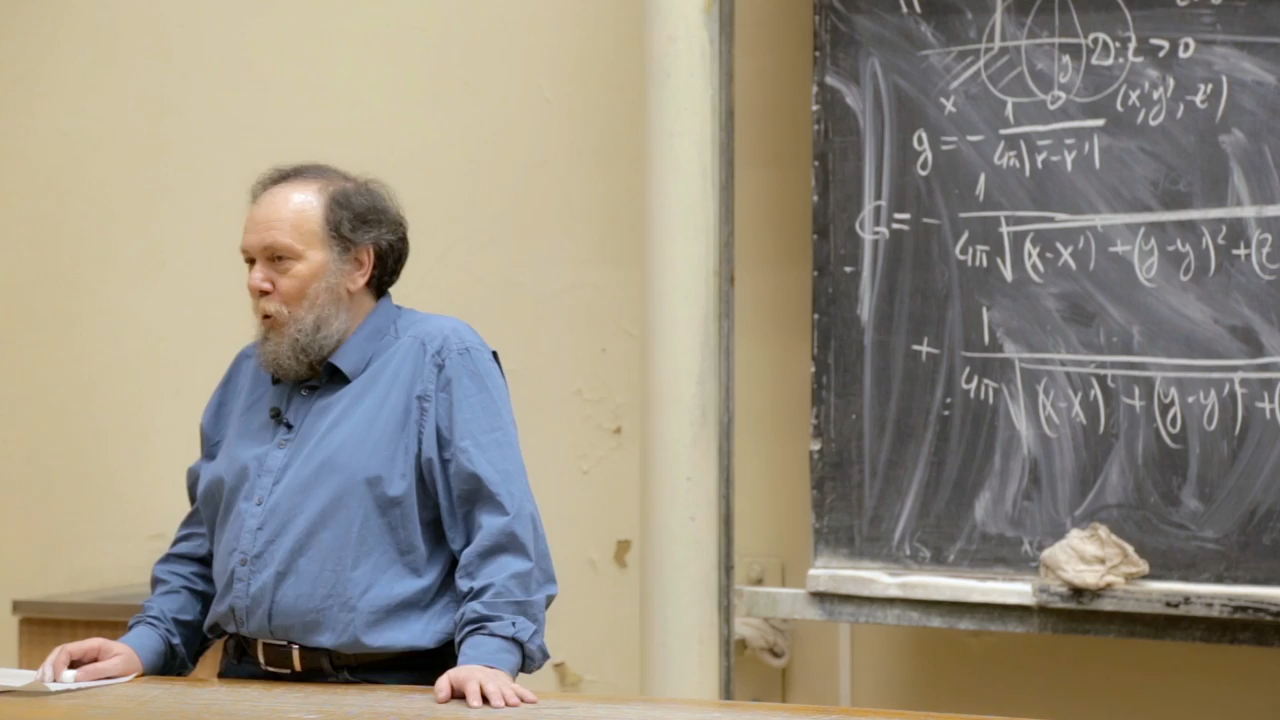 D: z > 0
y
x
(x', y', -z')
g = - 1 / 4π|r̄ - r̄'|
G = - 1 / 4π√(x-x')² + (y-y')² + (z
+ 1 / 4π√(x-x')² + (y-y')² + (